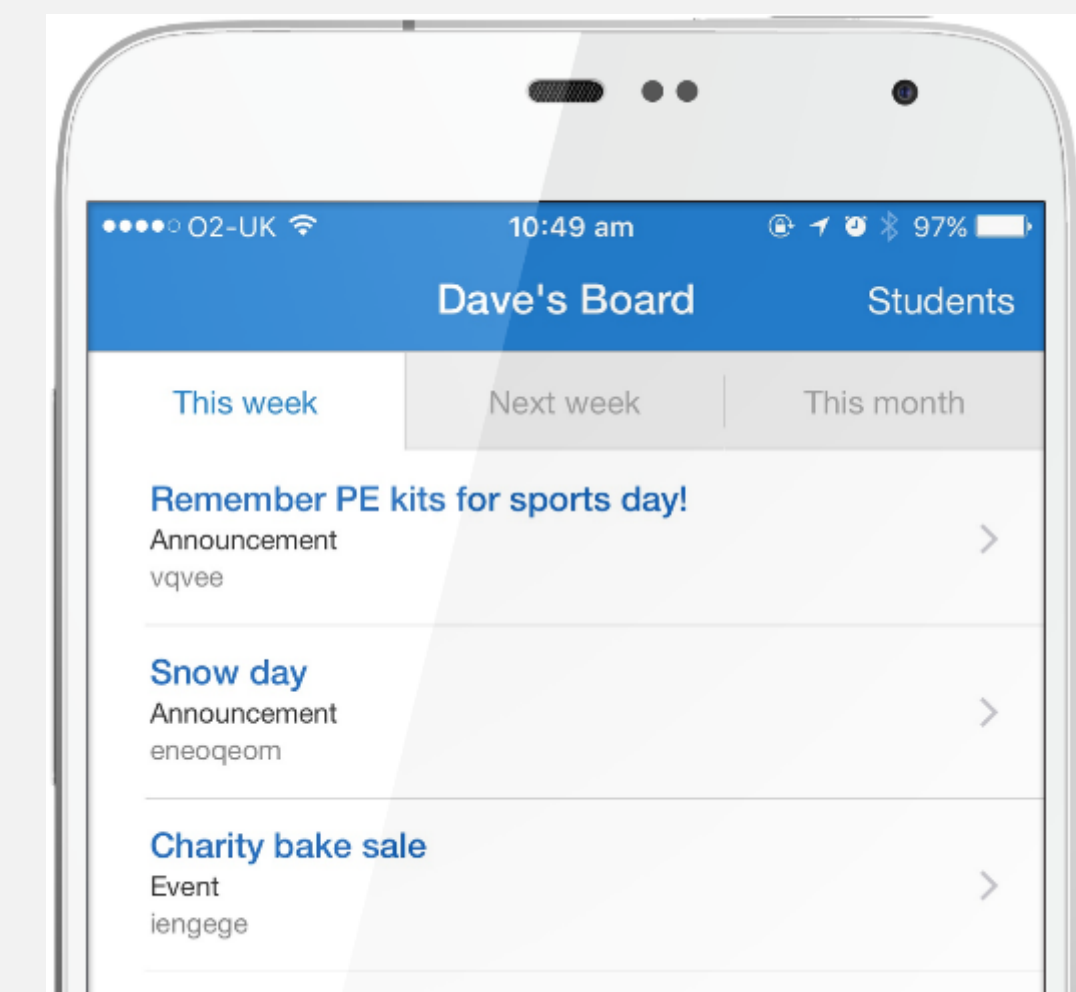 O2-UK 10:49 am 97%
Dave's Board Students
This week Next week This month
Remember PE kits for sports day!
Announcement
vqvee
Snow day
Announcement
eneoqeom
Charity bake sale
Event
iengege